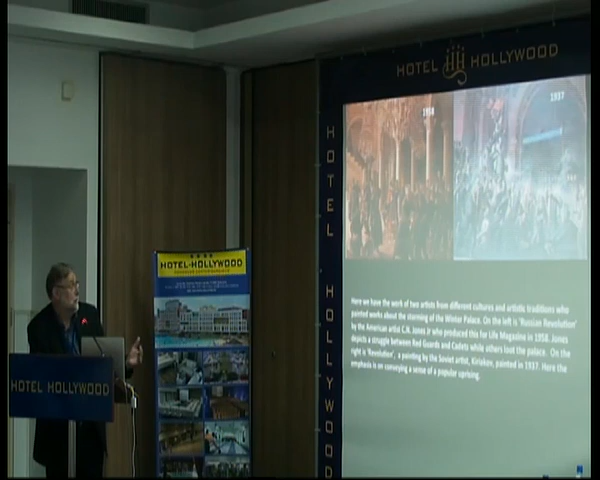 HOTEL HOLLYWOOD
1958
1937
HOTEL
HOLLYWOOD
Here we have the work of two artists from different cultures and artistic traditions who
painted works about the storming of the Winter Palace. On the left is 'Russian Revolution'
by the American artist C.N. Jones Jr who produced this for Life Magazine in 1958. Jones
depicts a struggle between Red Guards and Cadets while others loot the palace. On the
right is 'Revolution', a painting by the Soviet artist, Kiriakov, painted in 1937. Here the
emphasis is on conveying a sense of a popular uprising.
HOTEL-HOLLYWOOD
HOTEL HOLLYWOOD